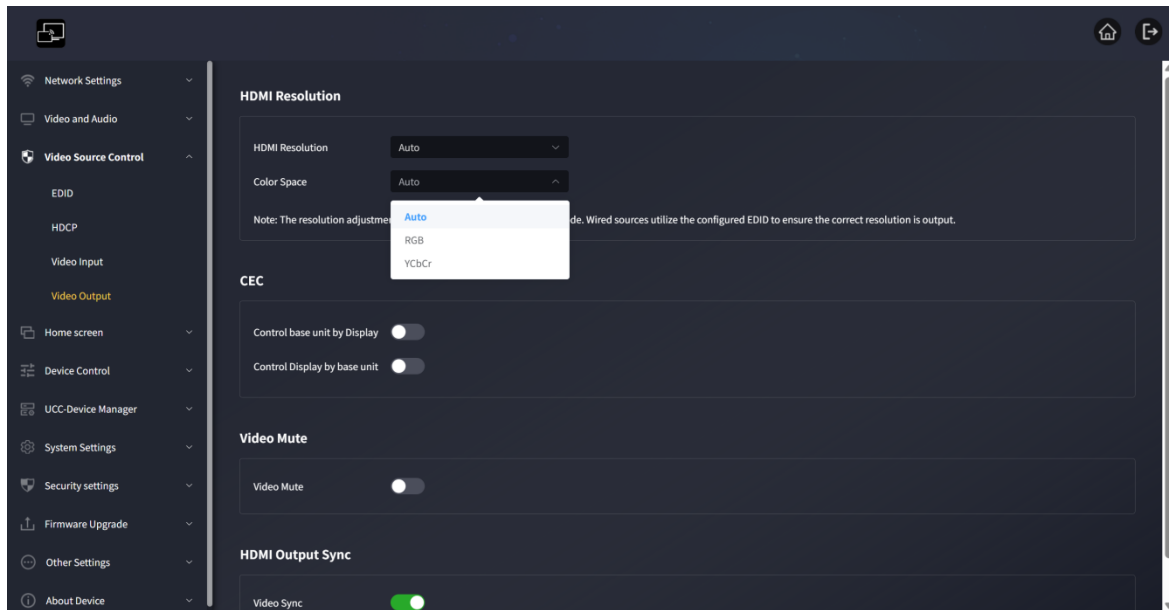 Network Settings
Video and Audio
Video Source Control
EDID
HDCP
Video Input
Video Output
Home screen
Device Control
UCC-Device Manager
System Settings
Security settings
Firmware Upgrade
Other Settings
About Device
HDMI Resolution
HDMI Resolution Auto
Color Space Auto
Auto
RGB
YCbCr
Note: The resolution adjustme de. Wired sources utilize the configured EDID to ensure the correct resolution is output.
CEC
Control base unit by Display
Control Display by base unit
Video Mute
Video Mute
HDMI Output Sync
Video Sync